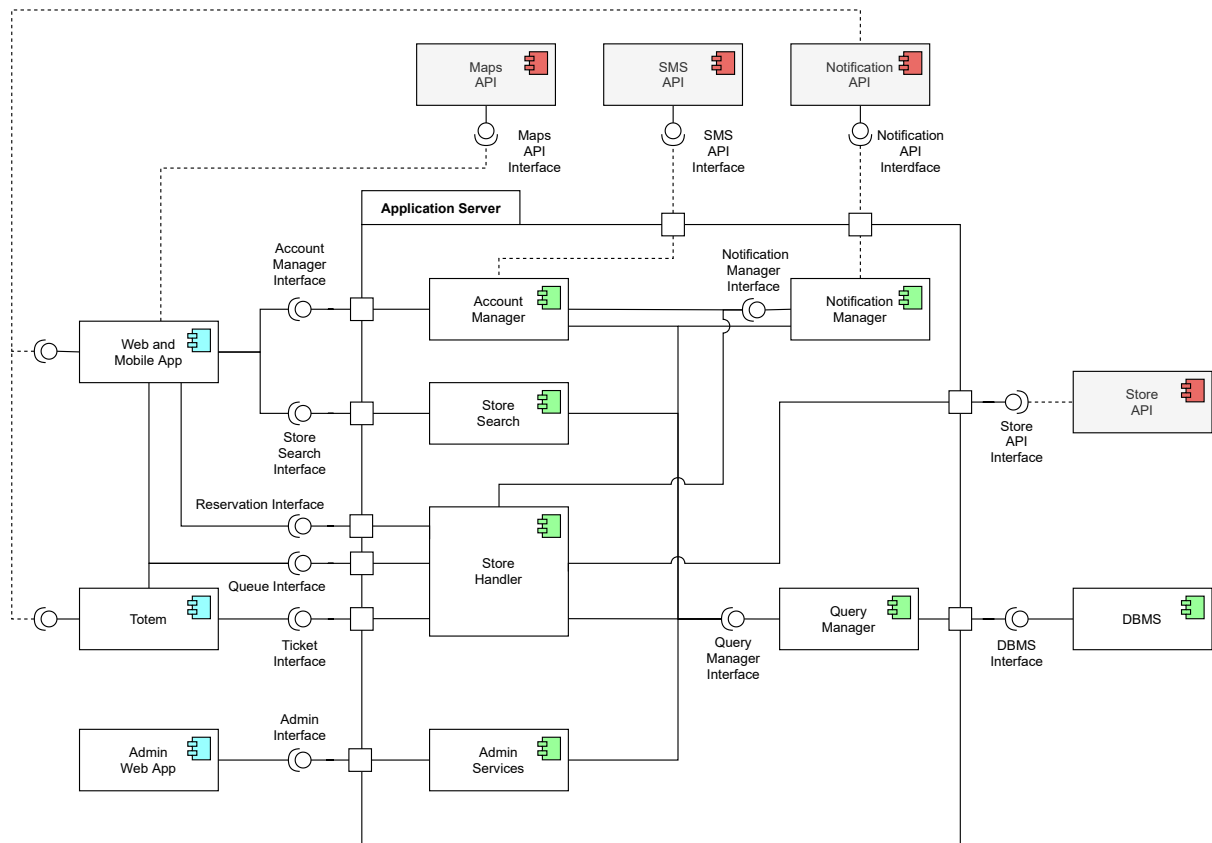 Maps
API
SMS
API
Notification
API
Maps
API
Interface
SMS
API
Interface
Notification
API
Interdface
Application Server
Account
Manager
Interface
Notification
Manager
Interface
Account
Manager
Notification
Manager
Web and
Mobile App
Store
Search
Store
API
Store
Search
Interface
Store
API
Interface
Reservation Interface
Store
Handler
Queue Interface
Totem
Ticket
Interface
Query
Manager
Query
Manager
Interface
DBMS
Interface
DBMS
Admin
Interface
Admin
Web App
Admin
Services